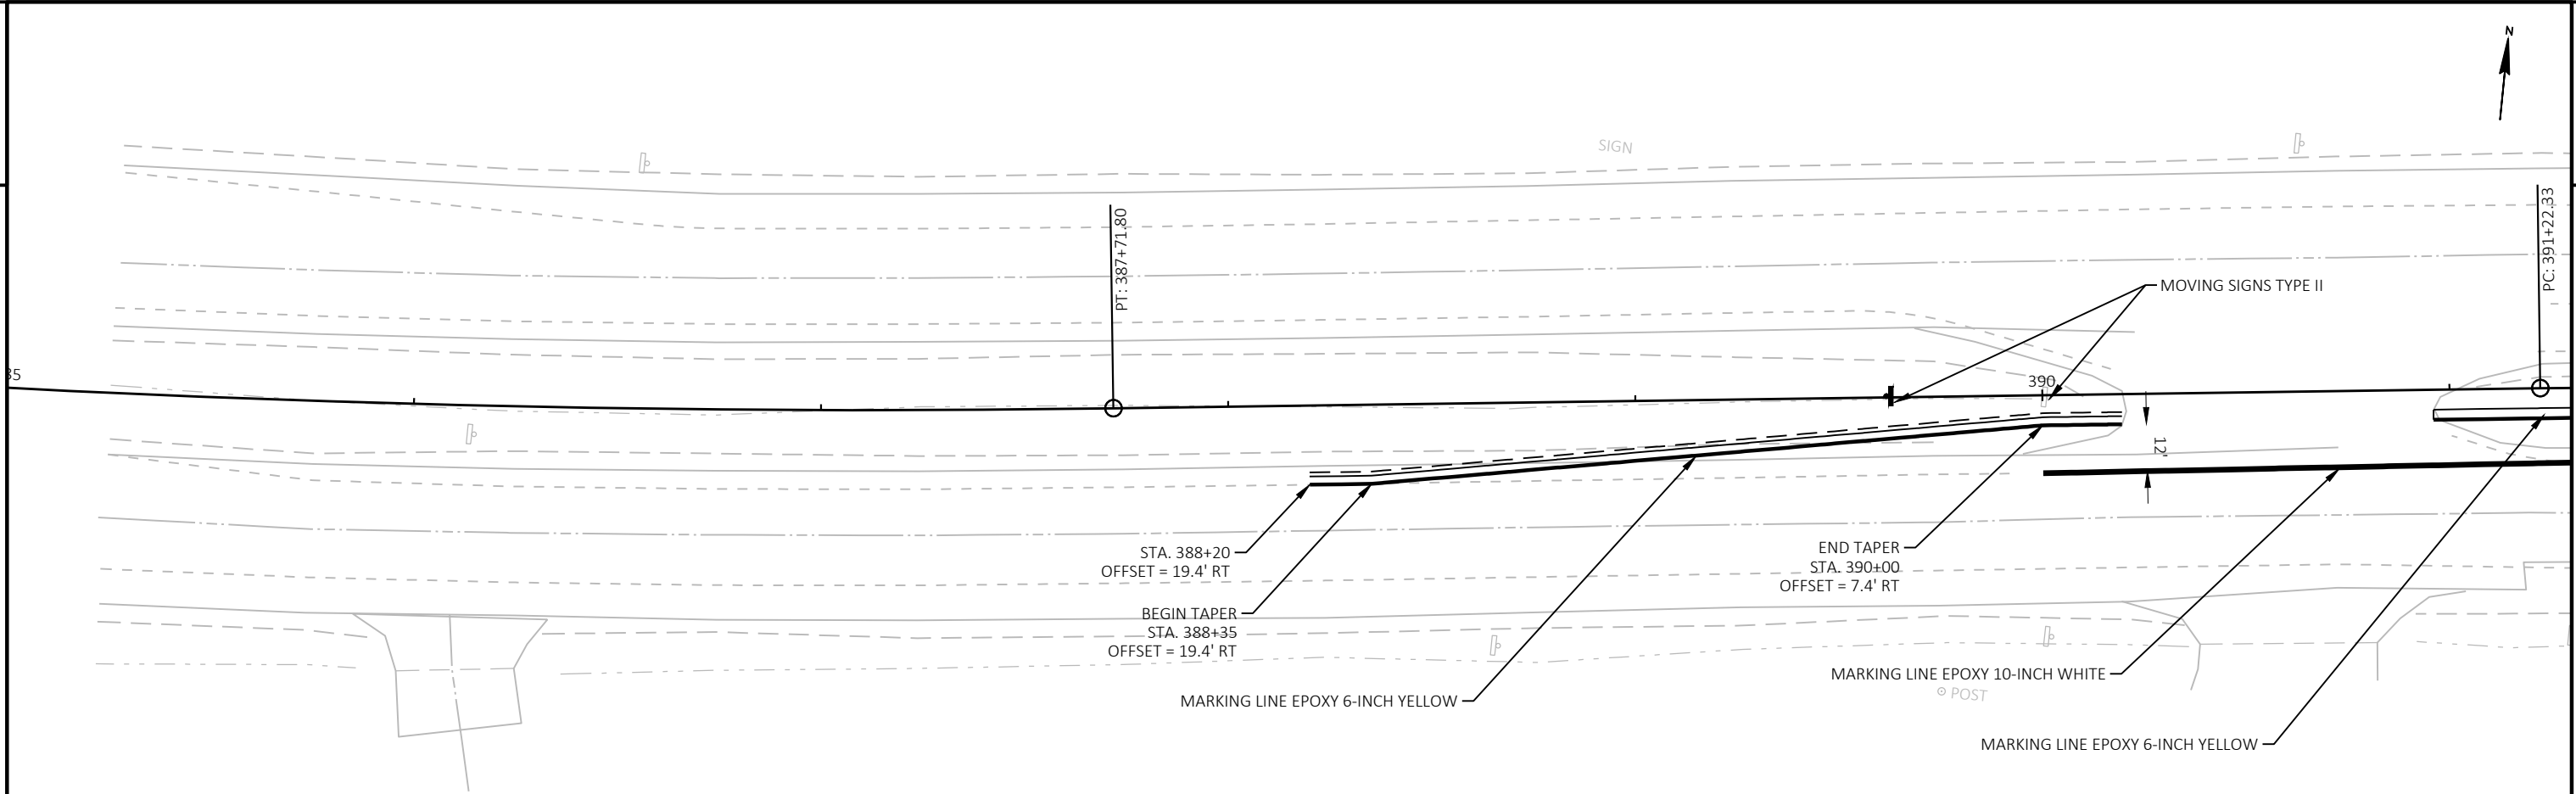 N
SIGN
PT: 387+71.80
PC: 391+22.33
MOVING SIGNS TYPE II
390
12'
STA. 388+20
OFFSET = 19.4' RT
END TAPER
STA. 390+00
OFFSET = 7.4' RT
BEGIN TAPER
STA. 388+35
OFFSET = 19.4' RT
MARKING LINE EPOXY 10-INCH WHITE
POST
MARKING LINE EPOXY 6-INCH YELLOW
MARKING LINE EPOXY 6-INCH YELLOW